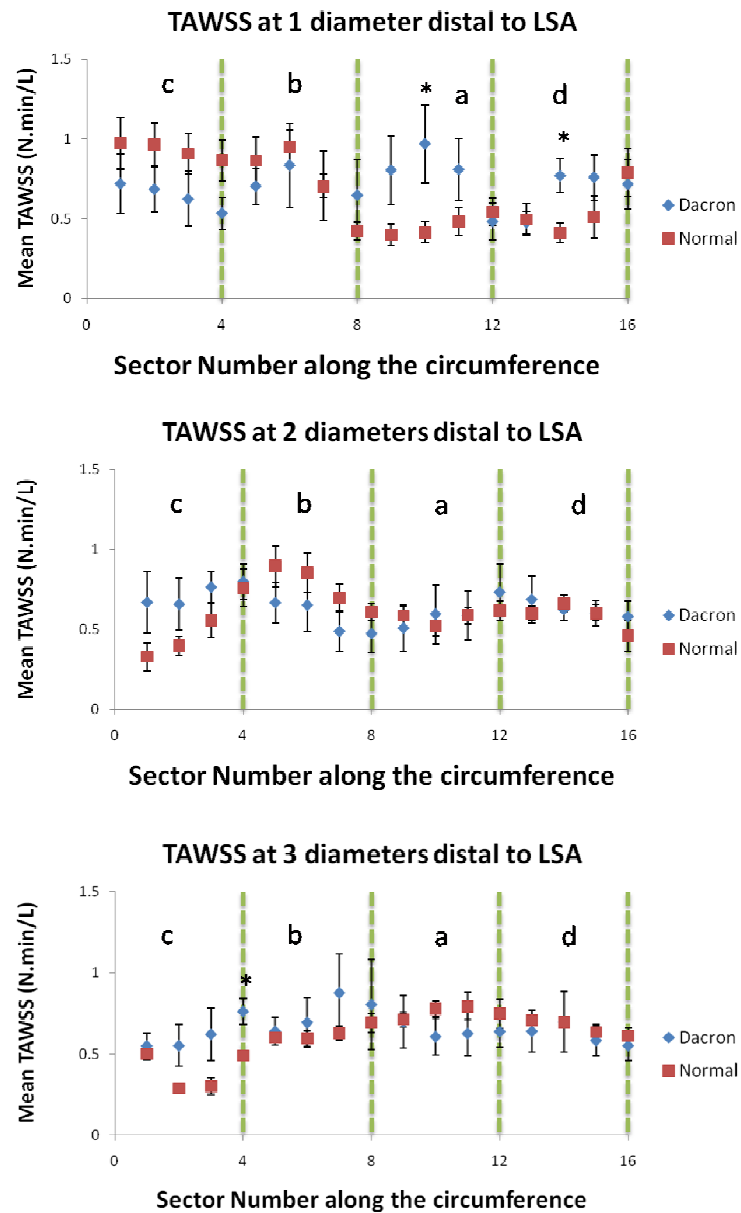 TAWSS at 1 diameter distal to LSA
Mean TAWSS (N.min/L)
1.5
1
0.5
0
c
b
* a
d
*
Dacron
Normal
0 4 8 12 16
Sector Number along the circumference
TAWSS at 2 diameters distal to LSA
Mean TAWSS (N.min/L)
1.5
1
0.5
0
c b a d
Dacron
Normal
0 4 8 12 16
Sector Number along the circumference
TAWSS at 3 diameters distal to LSA
Mean TAWSS (N.min/L)
1.5
1
0.5
0
c b a d
*
Dacron
Normal
0 4 8 12 16
Sector Number along the circumference